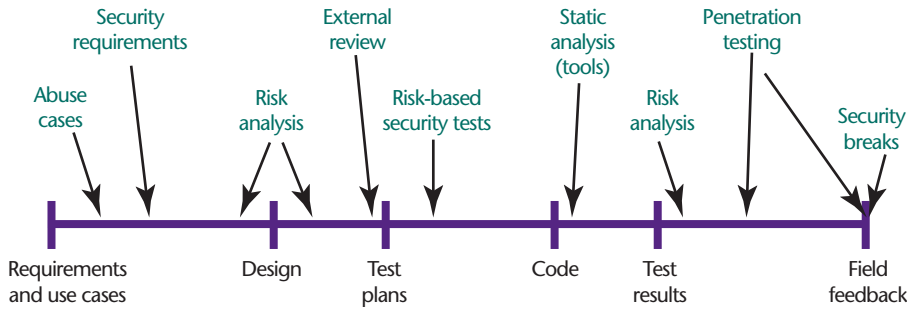 Security
requirements
External
review
Static
analysis
(tools)
Penetration
testing
Abuse
cases
Risk
analysis
Risk-based
security tests
Risk
analysis
Security
breaks
Requirements
and use cases
Design
Test
plans
Code
Test
results
Field
feedback